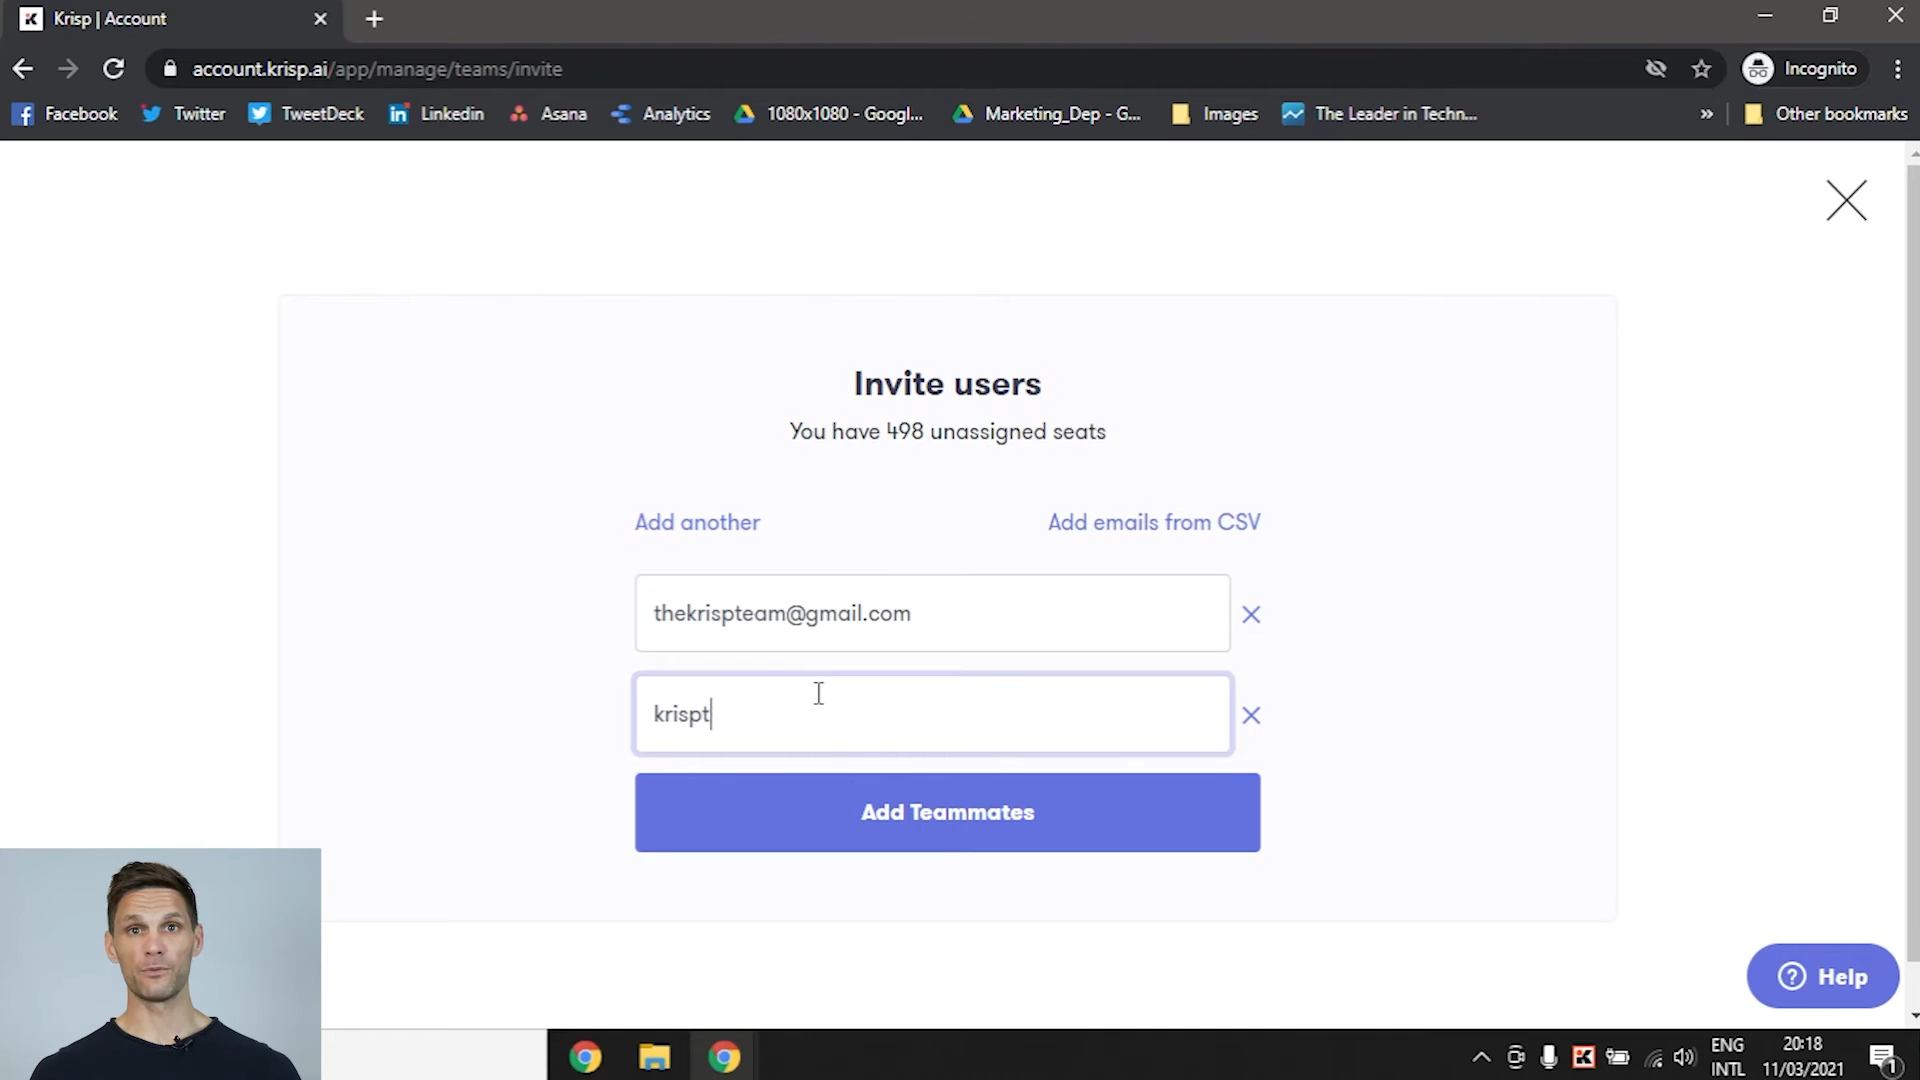 Krisp | Account
account.krisp.ai/app/manage/teams/invite
Incognito
Facebook Twitter TweetDeck Linkedin Asana Analytics 1080x1080 - Googl... Marketing_Dep - G... Images The Leader in Techn... » Other bookmarks
Invite users
You have 498 unassigned seats
Add another Add emails from CSV
thekrispteam@gmail.com
krispt
Add Teammates
Help
ENG 20:18
INTL 11/03/2021 1